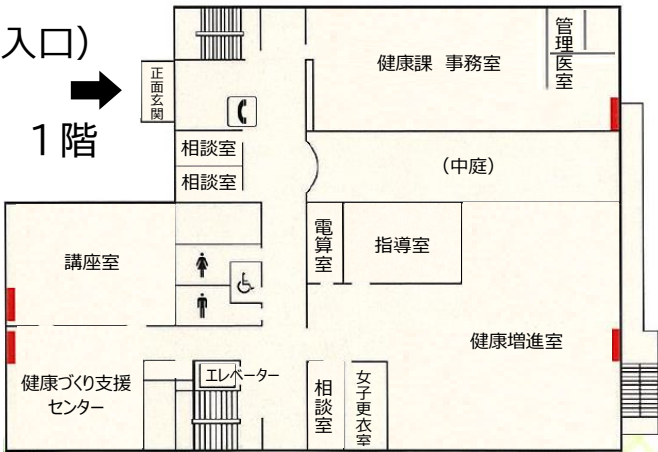 入口)
正面玄関
1階
健康課 事務室
管理医室
相談室
相談室
(中庭)
講座室
電算室
指導室
健康増進室
健康づくり支援
センター
エレベーター
相談室
女子更衣室